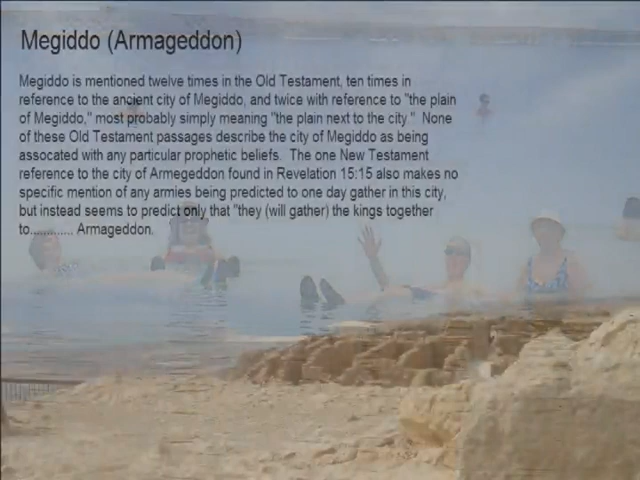 Megiddo (Armageddon)
Megiddo is mentioned twelve times in the Old Testament, ten times in
reference to the ancient city of Megiddo, and twice with reference to "the plain
of Megiddo," most probably simply meaning "the plain next to the city."  None
of these Old Testament passages describe the city of Megiddo as being
assocated with any particular prophetic beliefs.  The one New Testament
reference to the city of Armegeddon found in Revelation 15:15 also makes no
specific mention of any armies being predicted to one day gather in this city,
but instead seems to predict only that "they (will gather) the kings together
to............. Armageddon.